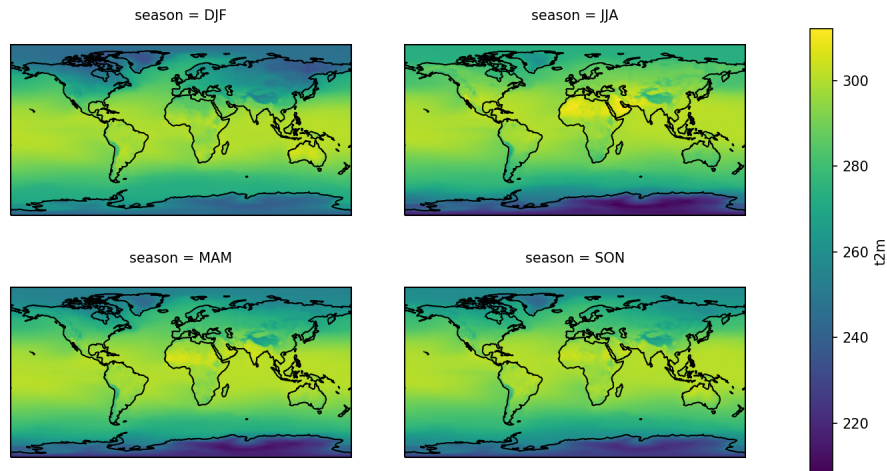 season = DJF
season = JJA
season = MAM
season = SON
300
280
260
240
220
t2m